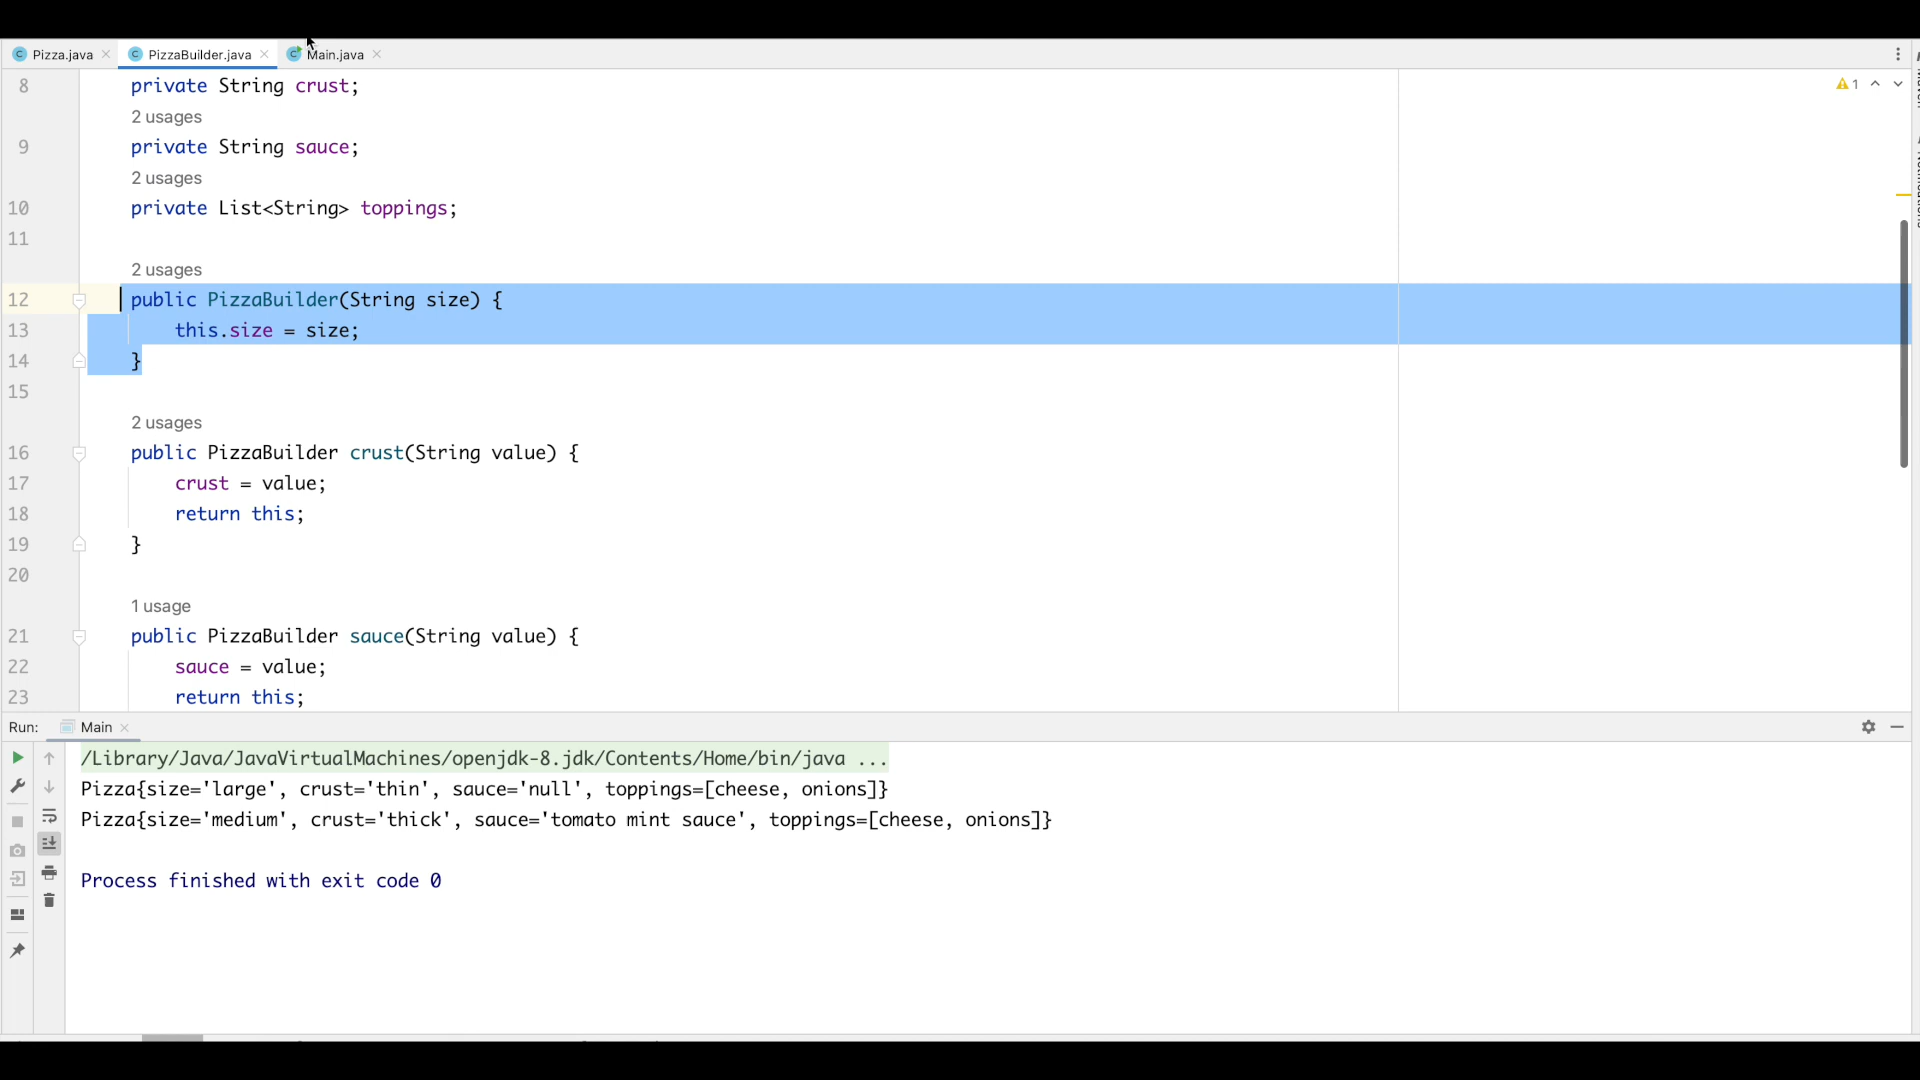 Pizza.java PizzaBuilder.java Main.java
8 private String crust;
2 usages
9 private String sauce;
2 usages
10 private List<String> toppings;
11
2 usages
12 public PizzaBuilder(String size) {
13 this.size = size;
14 }
15
2 usages
16 public PizzaBuilder crust(String value) {
17 crust = value;
18 return this;
19 }
20
1 usage
21 public PizzaBuilder sauce(String value) {
22 sauce = value;
23 return this;
1
Run: Main
/Library/Java/JavaVirtualMachines/openjdk-8.jdk/Contents/Home/bin/java ...
Pizza{size='large', crust='thin', sauce='null', toppings=[cheese, onions]}
Pizza{size='medium', crust='thick', sauce='tomato mint sauce', toppings=[cheese, onions]}
Process finished with exit code 0